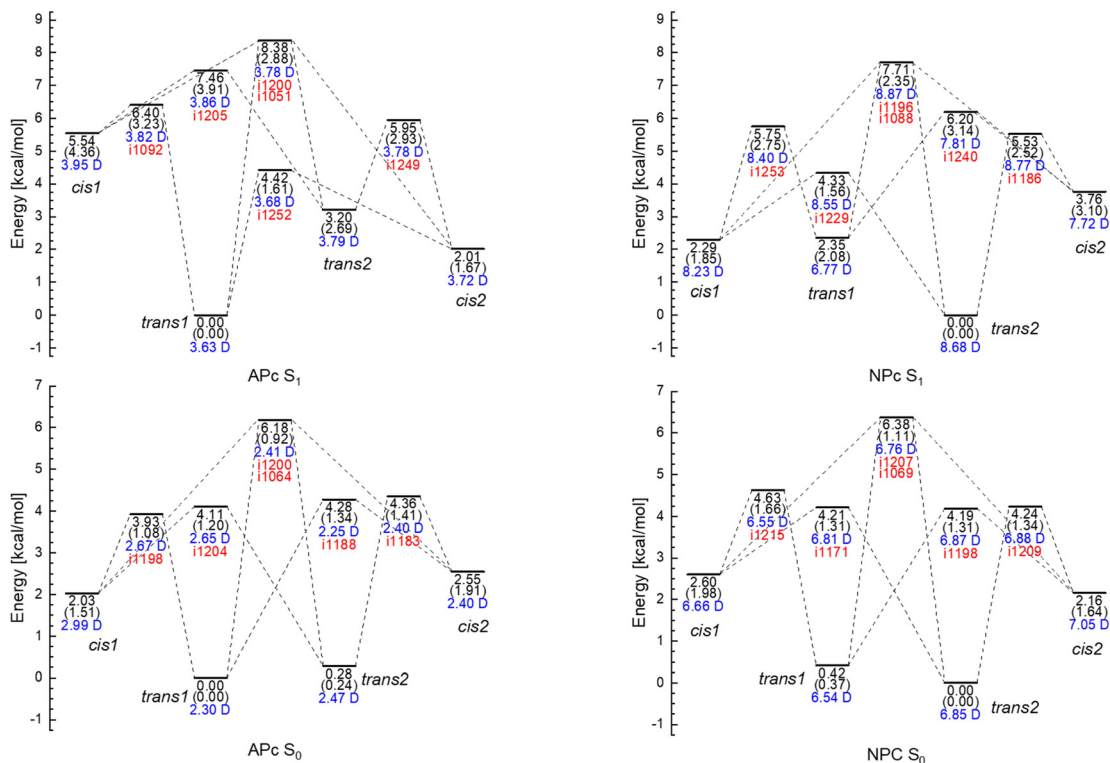 9
8
7
6
5
4
3
2
1
0
-1
Energy [kcal/mol]
5.54
(4.36)
3.95 D
cis1
6.40
(3.23)
3.82 D
i1092
7.46
(3.91)
3.86 D
i1205
8.38
(2.88)
3.78 D
i1200
i1051
4.42
(1.61)
3.68 D
i1252
5.95
(2.93)
3.78 D
i1249
3.20
(2.69)
3.79 D
trans2
2.01
(1.67)
3.72 D
cis2
trans1
0.00
(0.00)
3.63 D
APc S1
9
8
7
6
5
4
3
2
1
0
-1
Energy [kcal/mol]
2.29
(1.85)
8.23 D
cis1
5.75
(2.75)
8.40 D
i1253
4.33
(1.56)
8.55 D
i1229
2.35
(2.08)
6.77 D
trans1
7.71
(2.35)
8.87 D
i1196
i1088
6.20
(3.14)
7.81 D
i1240
5.53
(2.52)
8.77 D
i1186
3.76
(3.10)
7.72 D
cis2
0.00
(0.00)
8.68 D
trans2
NPc S1
7
6
5
4
3
2
1
0
-1
Energy [kcal/mol]
2.03
(1.51)
2.99 D
cis1
3.93
(1.08)
2.67 D
i1198
4.11
(1.20)
2.65 D
i1204
6.18
(0.92)
2.41 D
i1200
i1064
4.28
(1.34)
2.25 D
i1188
4.36
(1.41)
2.40 D
i1183
2.55
(1.91)
2.40 D
cis2
trans1
0.00
(0.00)
2.30 D
0.28
(0.24)
2.47 D
trans2
APc S0
7
6
5
4
3
2
1
0
-1
Energy [kcal/mol]
2.60
(1.98)
6.66 D
cis1
4.63
(1.66)
6.55 D
i1215
4.21
(1.31)
6.81 D
i1171
6.38
(1.11)
6.76 D
i1207
i1069
4.19
(1.31)
6.87 D
i1198
4.24
(1.34)
6.88 D
i1209
2.16
(1.64)
7.05 D
cis2
trans1
0.42
(0.37)
6.54 D
0.00
(0.00)
6.85 D
trans2
NPC S0